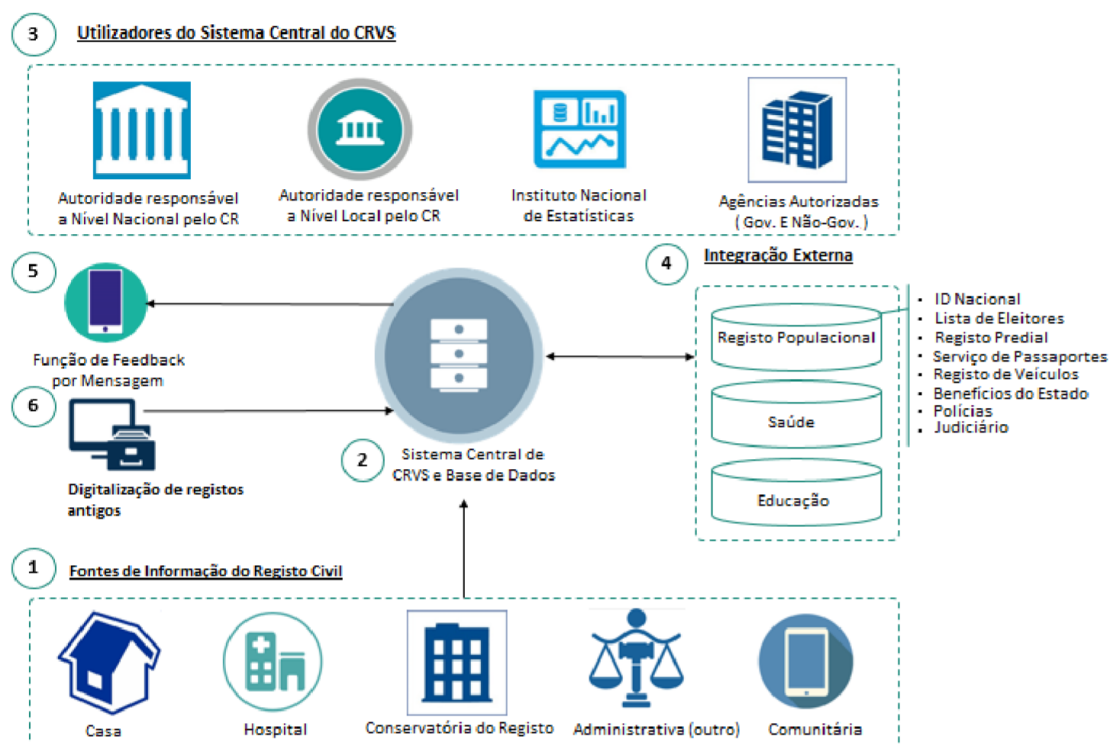 3
Utilizadores do Sistema Central do CRVS
Autoridade responsável
a Nível Nacional pelo CR
Autoridade responsável
a Nível Local pelo CR
Instituto Nacional
de Estatísticas
Agências Autorizadas
( Gov. E Não-Gov. )
5
Função de Feedback
por Mensagem
6
Digitalização de registos
antigos
2
Sistema Central de
CRVS e Base de Dados
4
Integração Externa
Registo Populacional
Saúde
Educação
• ID Nacional
• Lista de Eleitores
• Registo Predial
• Serviço de Passaportes
• Registo de Veículos
• Benefícios do Estado
• Polícias
• Judiciário
1
Fontes de Informação do Registo Civil
Casa
Hospital
Conservatória do Registo
Administrativa (outro)
Comunitária